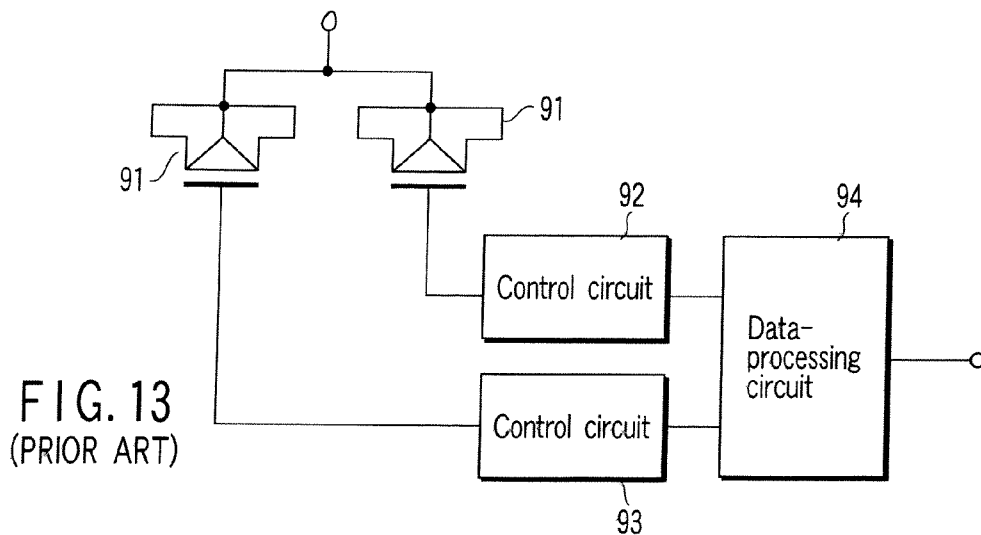 91
91
92
94
Control circuit
Data-
processing
circuit
Control circuit
93
FIG. 13
(PRIOR ART)